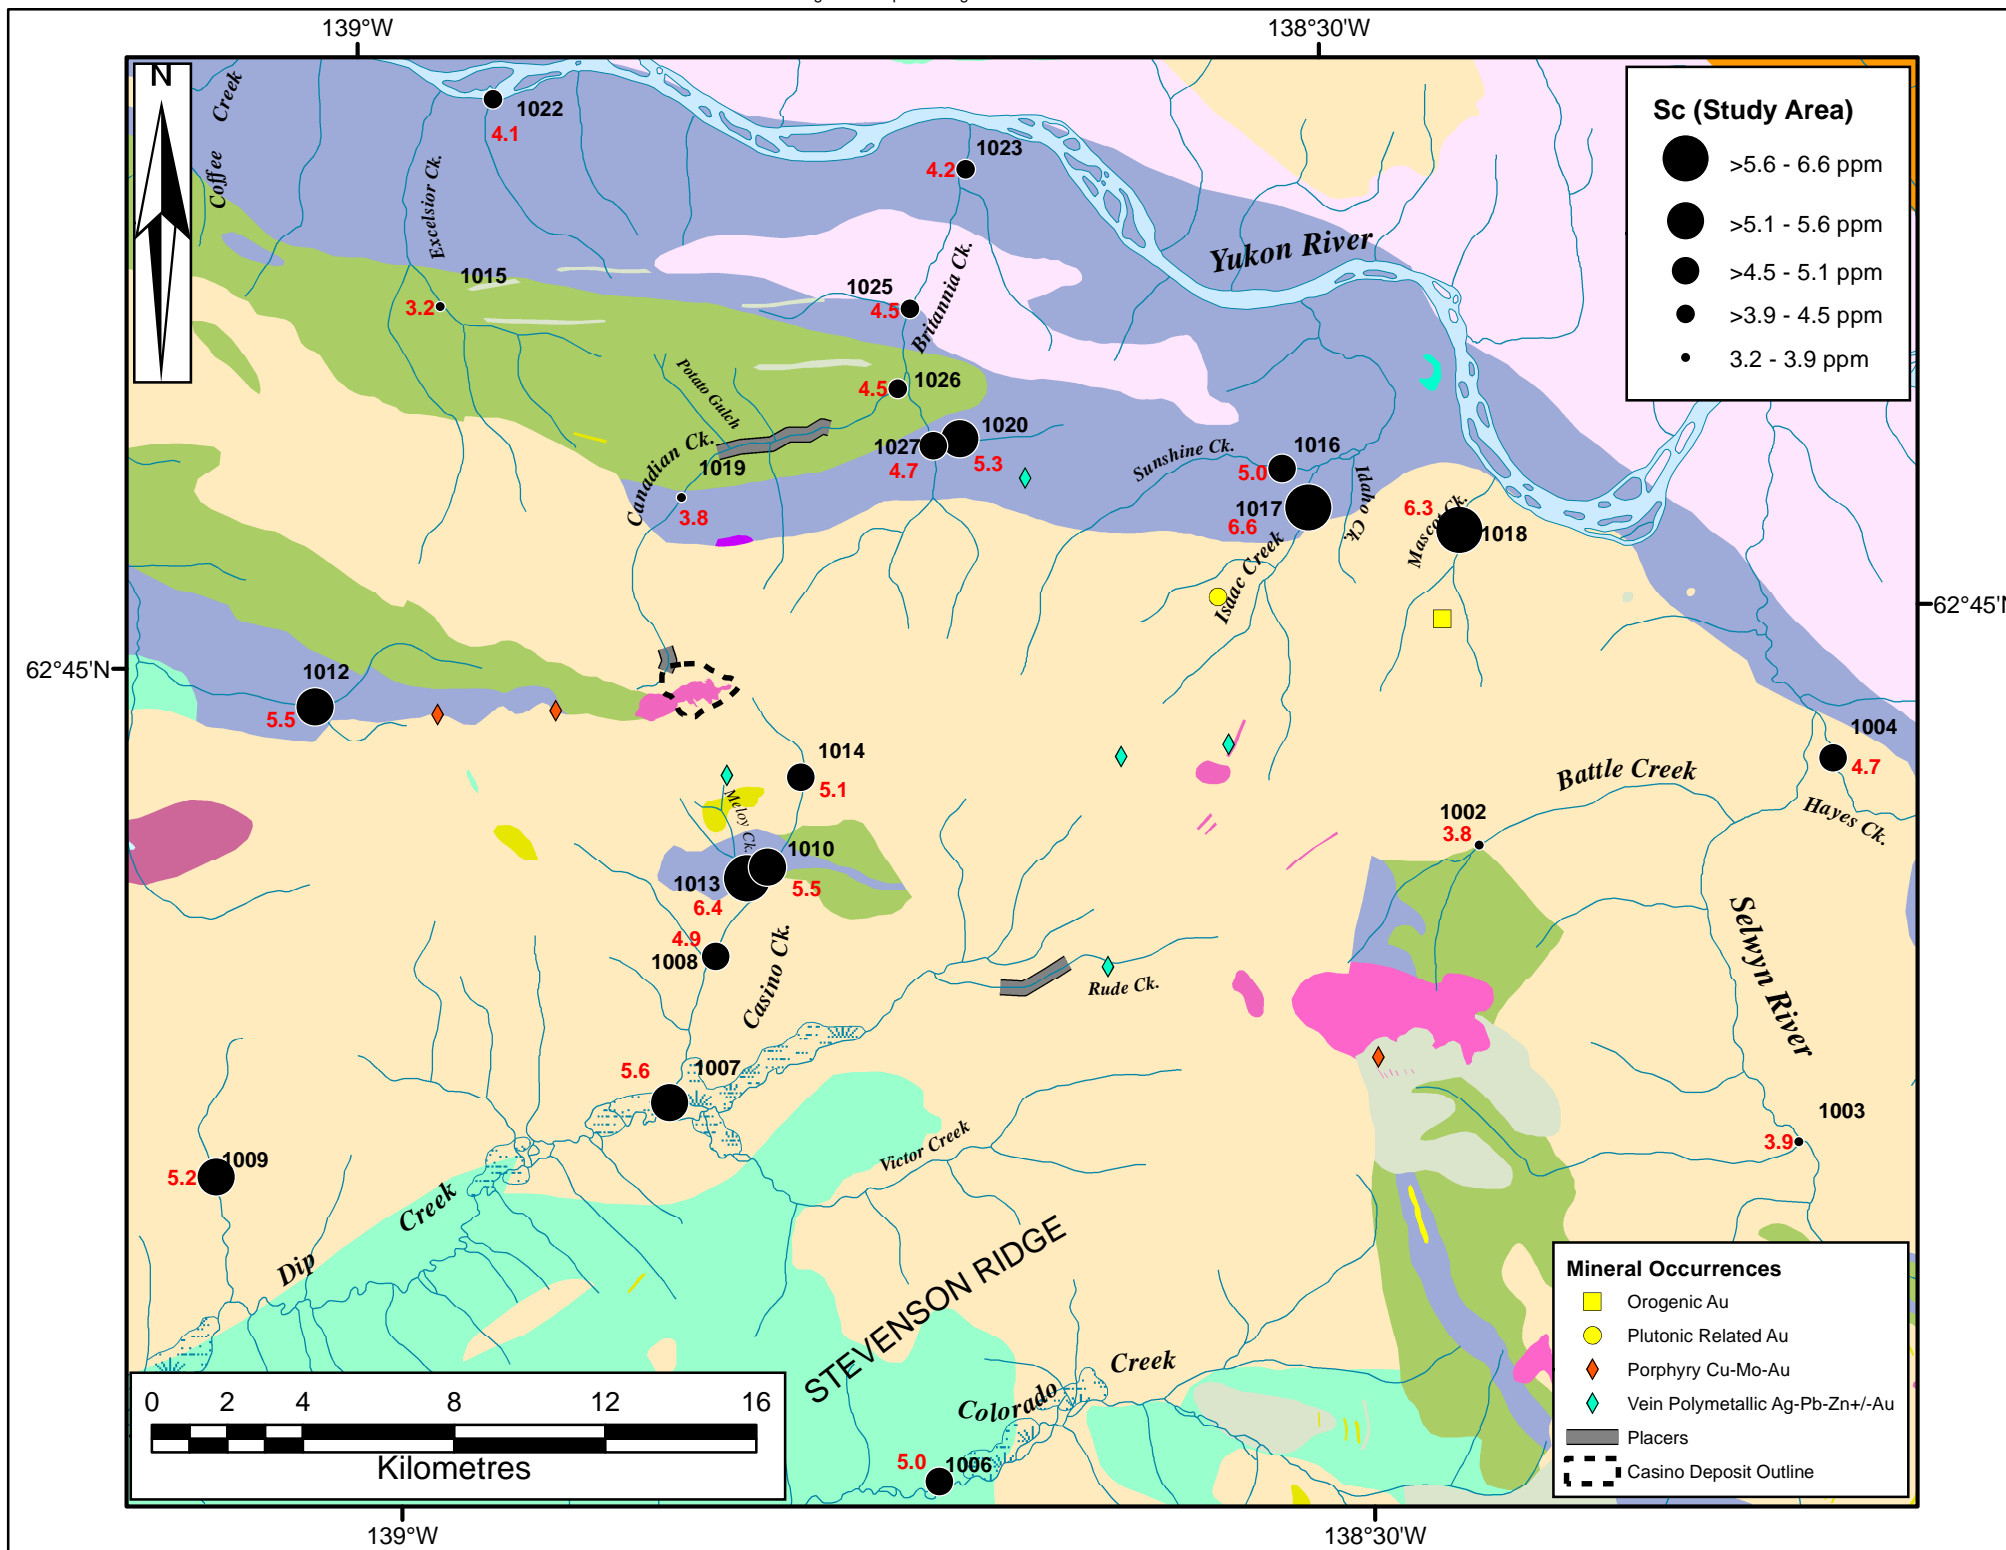 139°W
138°30'W
N
Coffee Creek
1022
4.1
Excelsior Ck.
1023
4.2
Sc (Study Area)
>5.6 - 6.6 ppm
>5.1 - 5.6 ppm
>4.5 - 5.1 ppm
>3.9 - 4.5 ppm
3.2 - 3.9 ppm
Yukon River
1015
3.2
1025
4.5
Britannia Ck.
Potato Gulch
1026
4.5
Canadian Ck.
1019
3.8
1027
4.7
1020
5.3
Sunshine Ck.
1016
5.0
1017
6.6
Idaho Ck.
Isaac Creek
6.3
Mascot Ck.
1018
62°45'N
62°45'N
1012
5.5
1014
5.1
Meloy Ck.
1004
4.7
Battle Creek
Hayes Ck.
1002
3.8
1010
5.5
1013
6.4
4.9
1008
Casino Ck.
Rude Ck.
Selwyn River
5.6
1007
1003
3.9
Victor Creek
1009
5.2
Dip Creek
STEVENSON RIDGE
Colorado Creek
5.0
1006
0 2 4 8 12 16
Kilometres
Mineral Occurrences
Orogenic Au
Plutonic Related Au
Porphyry Cu-Mo-Au
Vein Polymetallic Ag-Pb-Zn+/-Au
Placers
Casino Deposit Outline
139°W
138°30'W